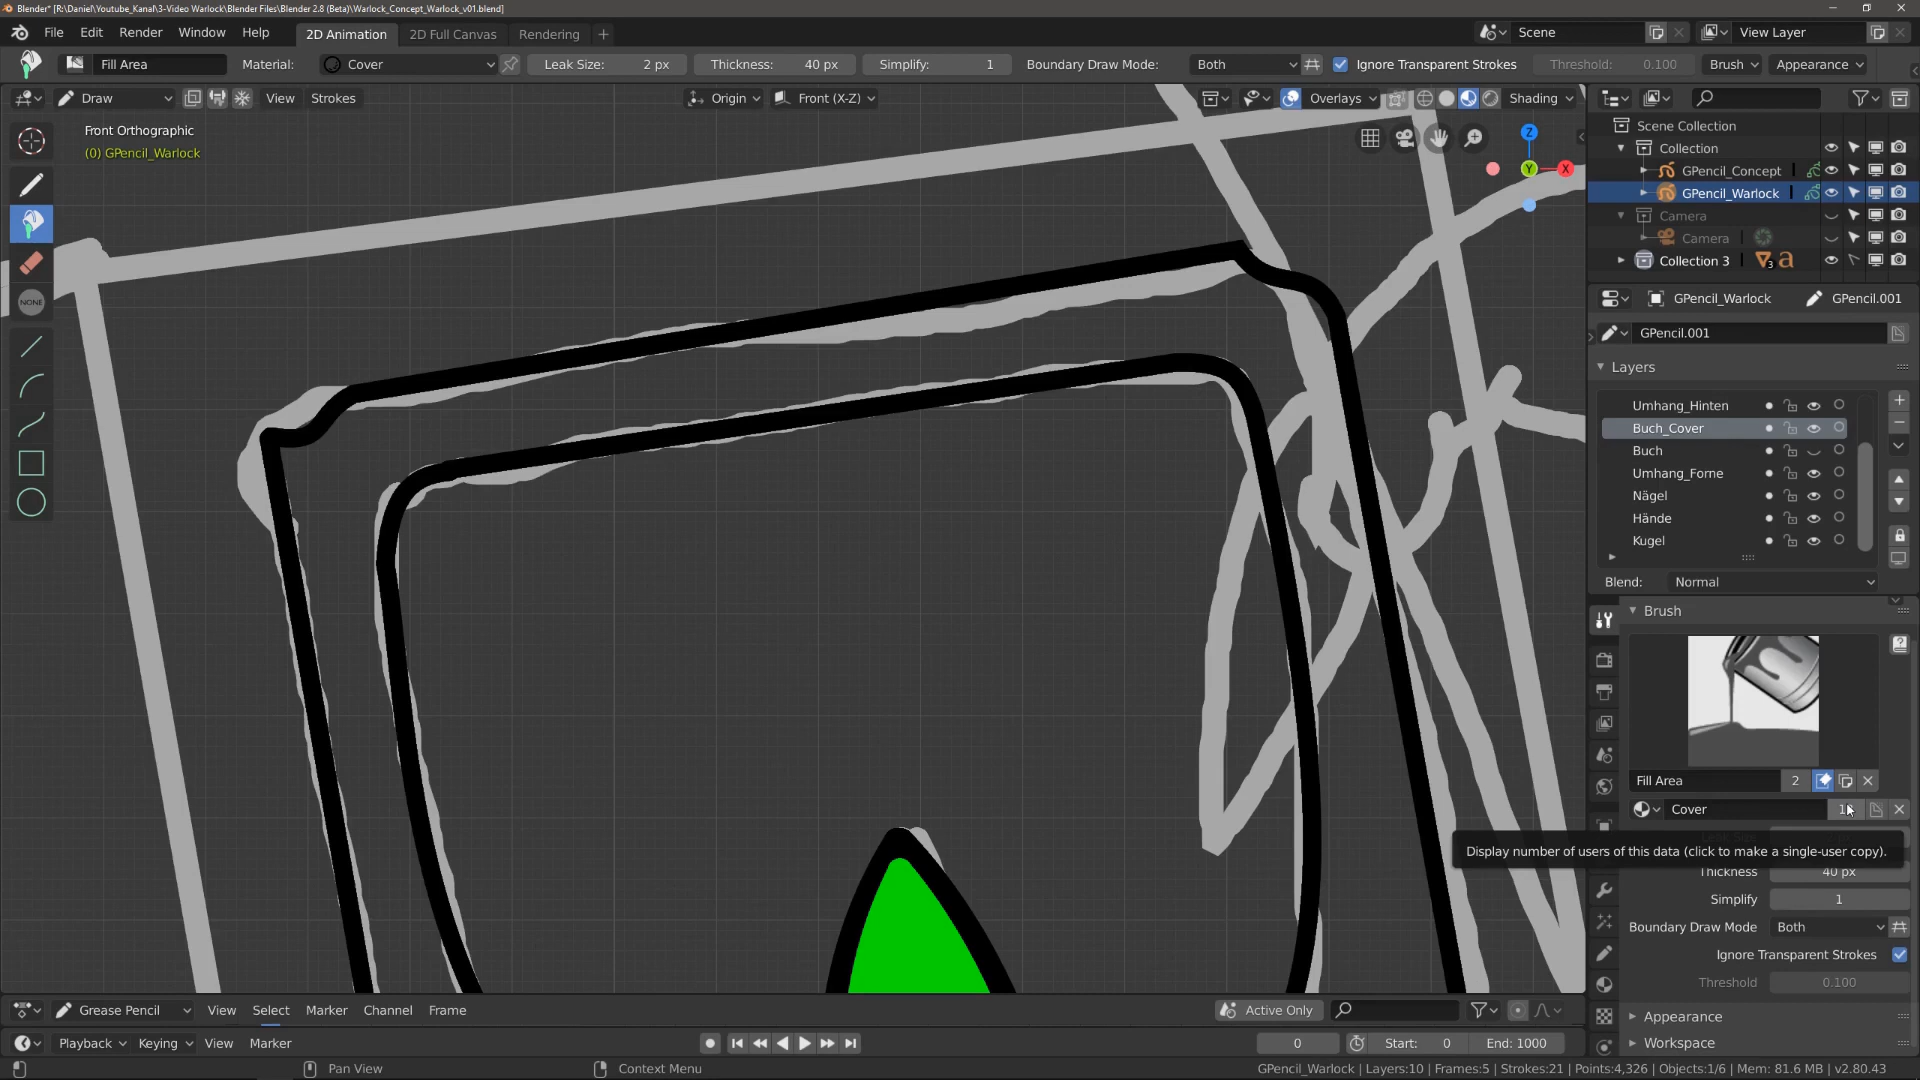 Blender* [R:\Daniel\Youtube_Kanal\3-Video Warlock\Blender Files\Blender 2.8 (Beta)\Warlock_Concept_Warlock_v01.blend]
File Edit Render Window Help 2D Animation 2D Full Canvas Rendering + Scene View Layer
Fill Area Material: Cover Leak Size: 2 px Thickness: 40 px Simplify: 1 Boundary Draw Mode: Both Ignore Transparent Strokes Threshold: 0.100 Brush Appearance
Draw View Strokes Origin Front (X-Z) Overlays Shading
Front Orthographic
(0) GPencil_Warlock
Z
Y
X
NONE
Scene Collection
Collection
GPencil_Concept
GPencil_Warlock
Camera
Camera
Collection 3 3
GPencil_Warlock GPencil.001
GPencil.001
Layers
Umhang_Hinten
Buch_Cover
Buch
Umhang_Forne
Nägel
Hände
Kugel
Blend: Normal
Brush
Fill Area 2
Cover
Display number of users of this data (click to make a single-user copy).
Thickness 40 px
Simplify 1
Boundary Draw Mode Both
Ignore Transparent Strokes
Threshold 0.100
Appearance
Workspace
Grease Pencil View Select Marker Channel Frame Active Only
Playback Keying View Marker 0 Start: 0 End: 1000
Pan View Context Menu GPencil_Warlock | Layers:10 | Frames:5 | Strokes:21 | Points:4,326 | Objects:1/6 | Mem: 81.6 MB | v2.80.43